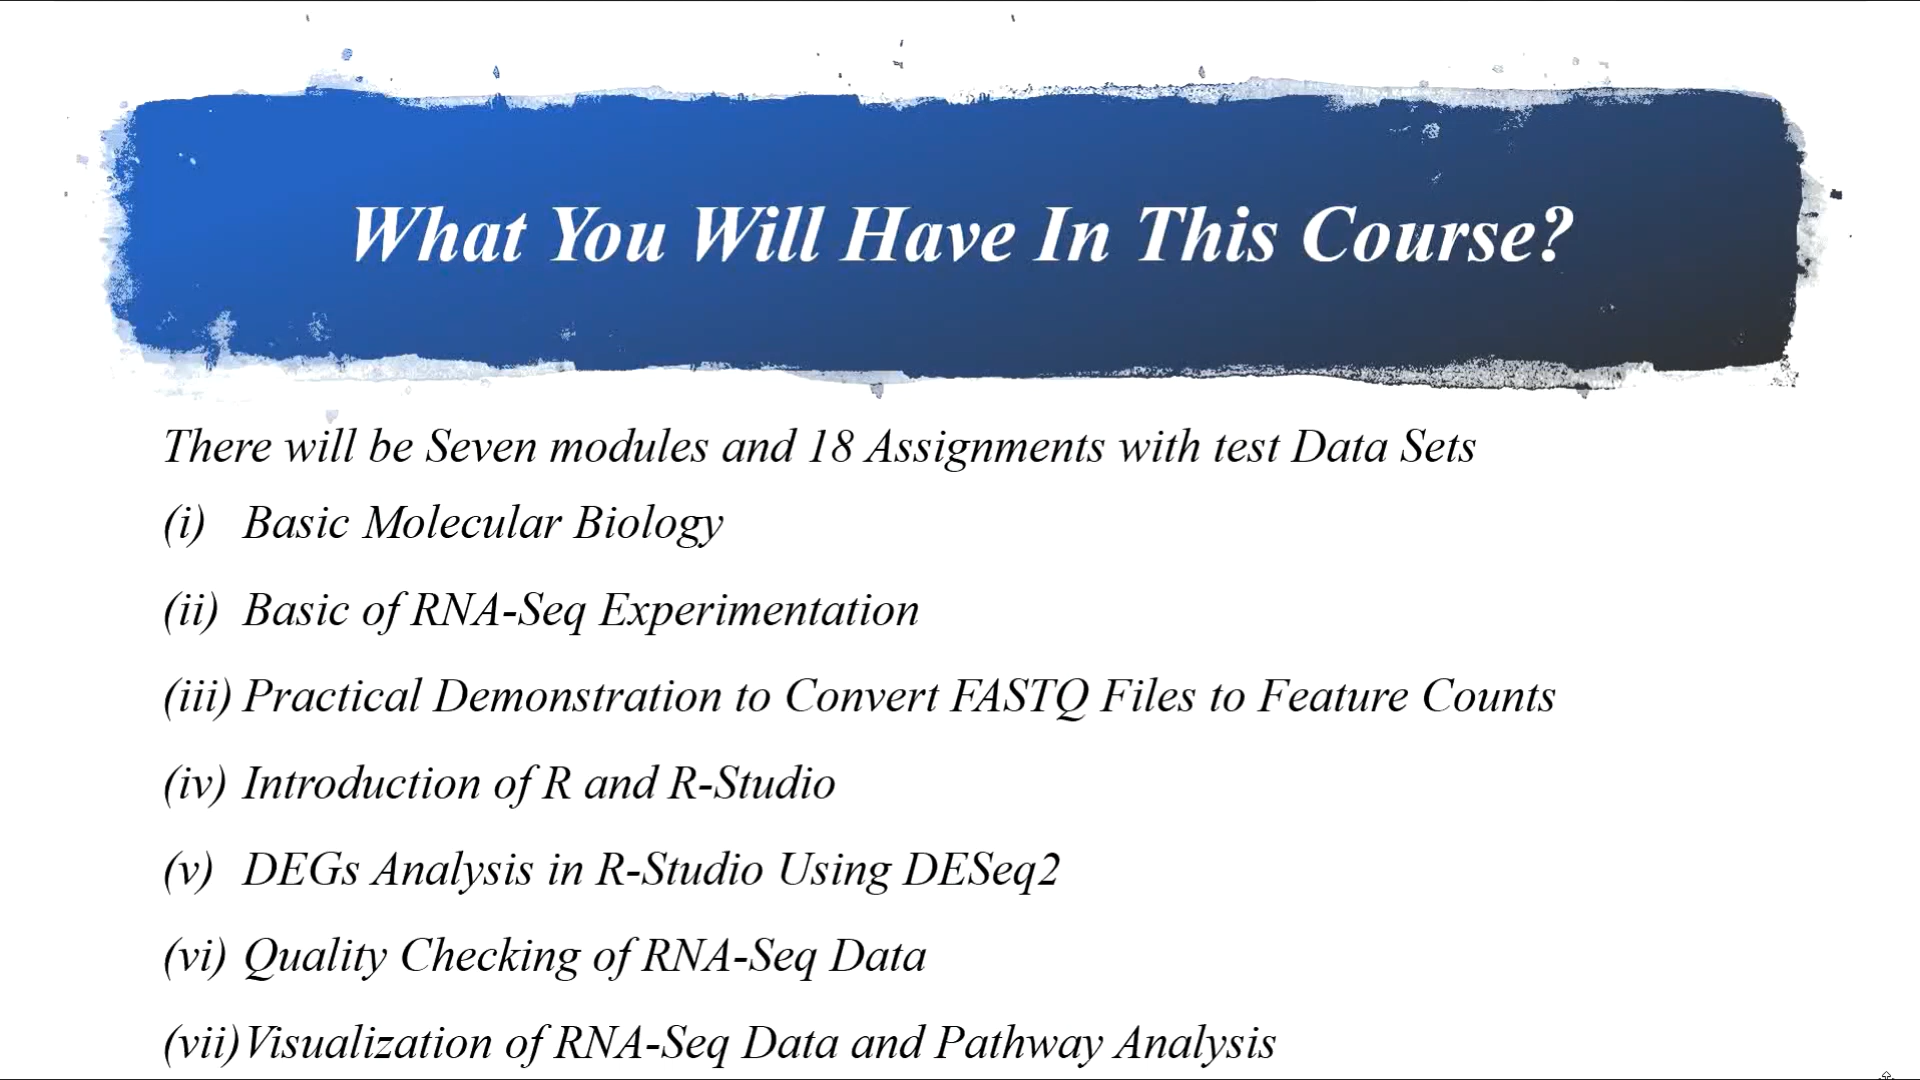 What You Will Have In This Course?
There will be Seven modules and 18 Assignments with test Data Sets
(i) Basic Molecular Biology
(ii) Basic of RNA-Seq Experimentation
(iii) Practical Demonstration to Convert FASTQ Files to Feature Counts
(iv) Introduction of R and R-Studio
(v) DEGs Analysis in R-Studio Using DESeq2
(vi) Quality Checking of RNA-Seq Data
(vii) Visualization of RNA-Seq Data and Pathway Analysis